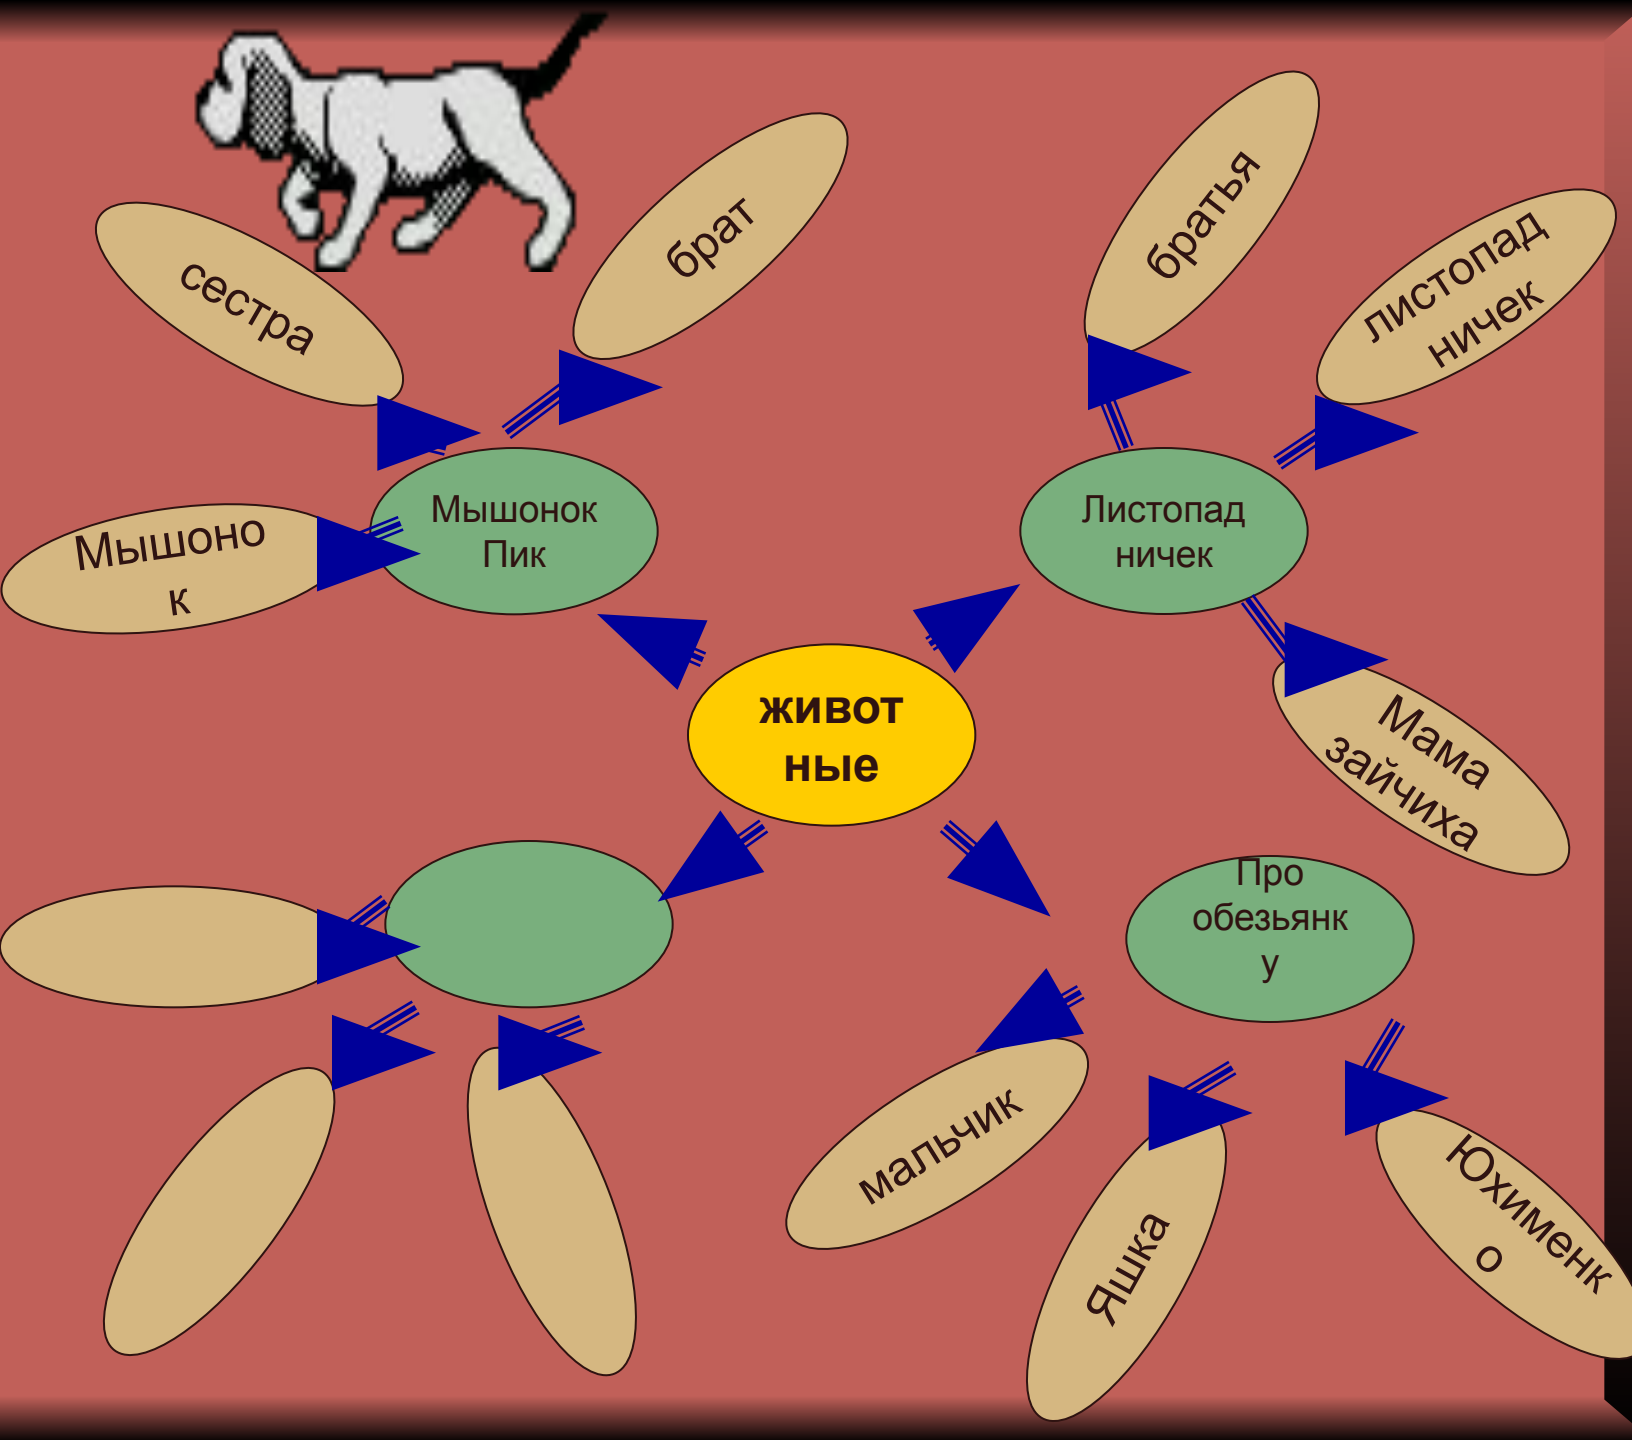 сестра
брат
братья
листопад
ничек
Мышоно
к
Мышонок
Пик
Листопад
ничек
живот
ные
Мама
зайчиха
Про
обезьянк
у
мальчик
Яшка
Юхименк
о